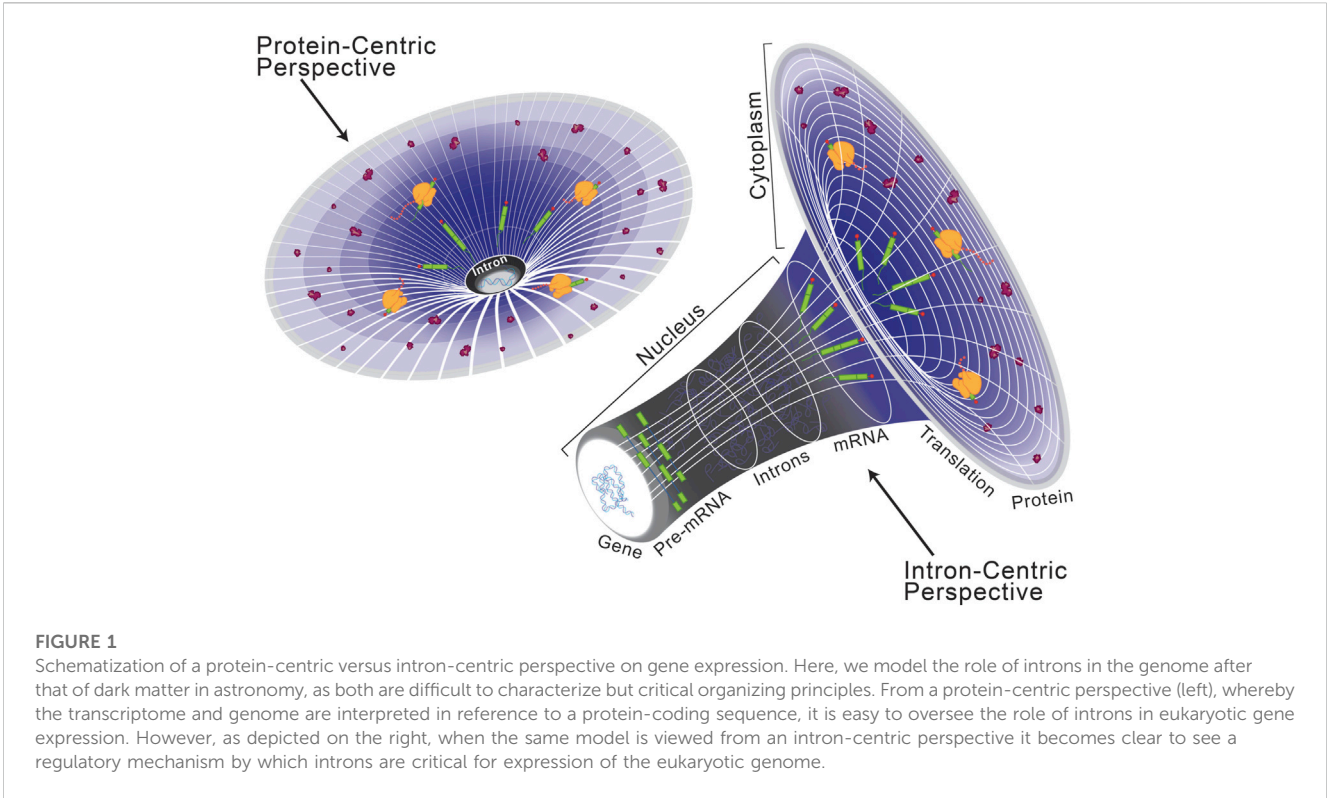 Protein-Centric
Perspective
Intron
Cytoplasm
Nucleus
Gene
Pre-mRNA
Introns
mRNA
Translation
Protein
Intron-Centric
Perspective
FIGURE 1
Schematization of a protein-centric versus intron-centric perspective on gene expression. Here, we model the role of introns in the genome after
that of dark matter in astronomy, as both are difficult to characterize but critical organizing principles. From a protein-centric perspective (left), whereby
the transcriptome and genome are interpreted in reference to a protein-coding sequence, it is easy to oversee the role of introns in eukaryotic gene
expression. However, as depicted on the right, when the same model is viewed from an intron-centric perspective it becomes clear to see a
regulatory mechanism by which introns are critical for expression of the eukaryotic genome.